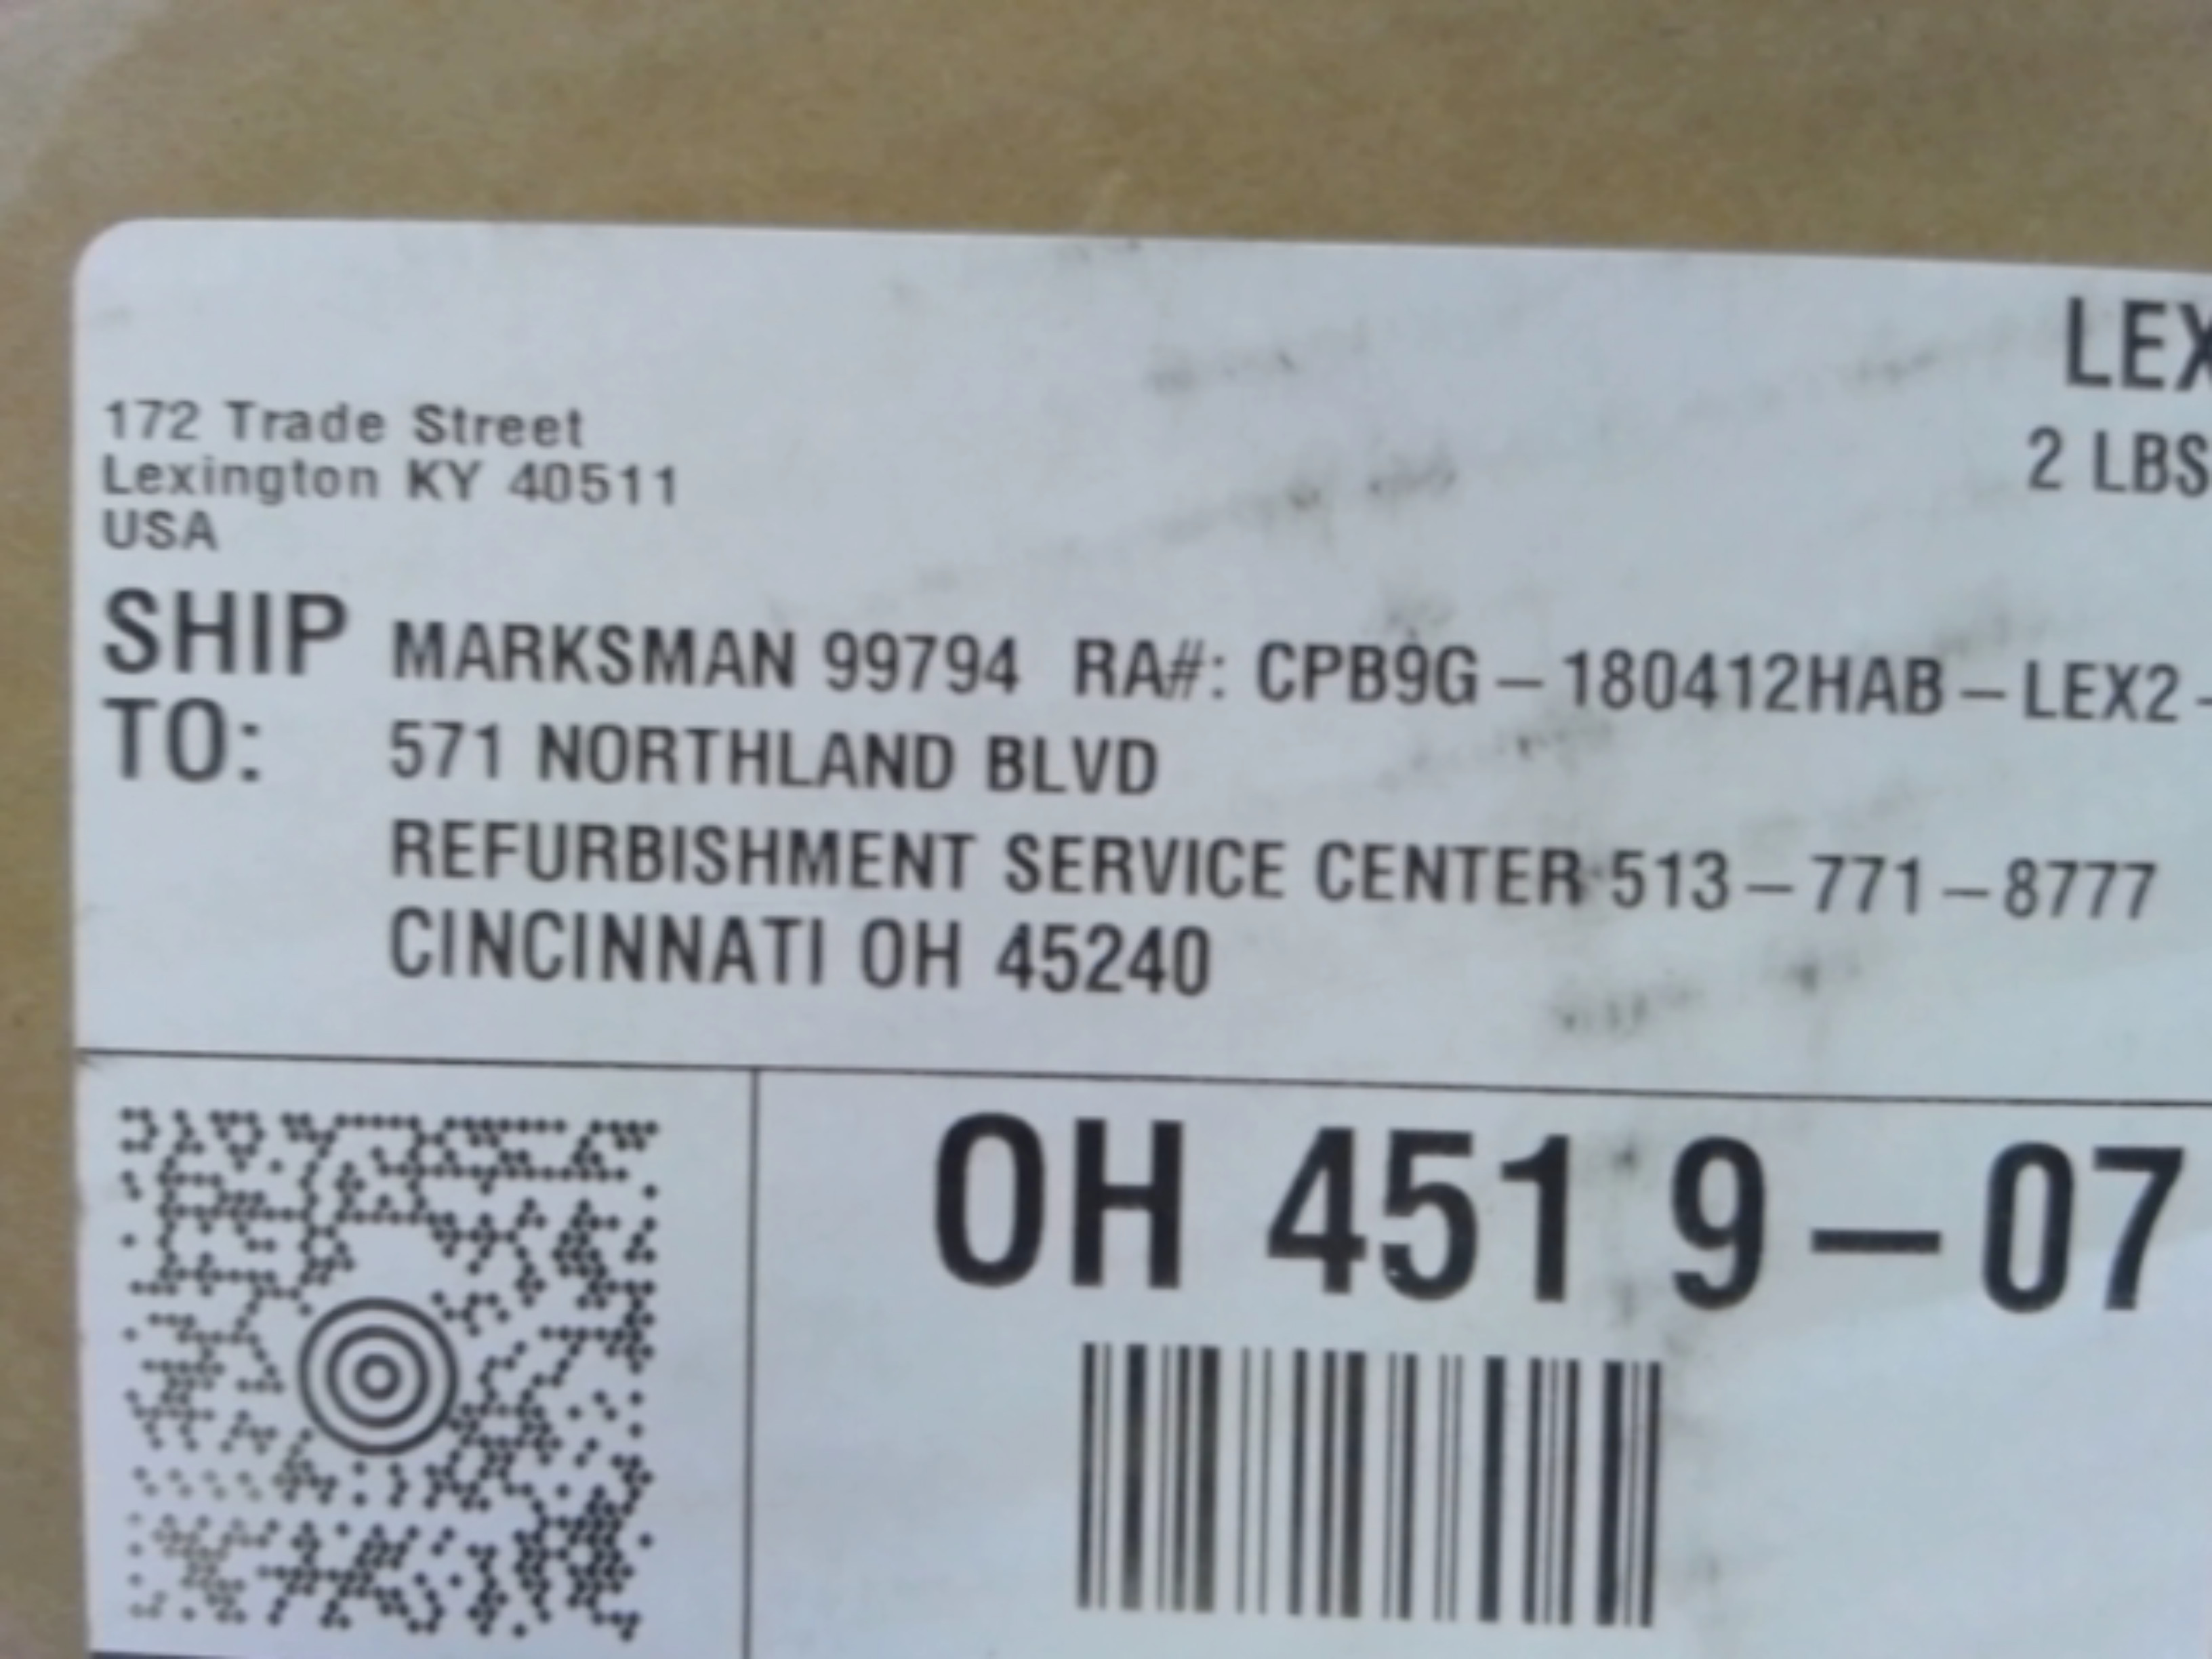 LEX
2 LBS
172 Trade Street
Lexington KY 40511
USA
SHIP TO:
MARKSMAN 99794 RA#: CPB9G-180412HAB-LEX2-
571 NORTHLAND BLVD
REFURBISHMENT SERVICE CENTER 513-771-8777
CINCINNATI OH 45240
OH 451 9-07